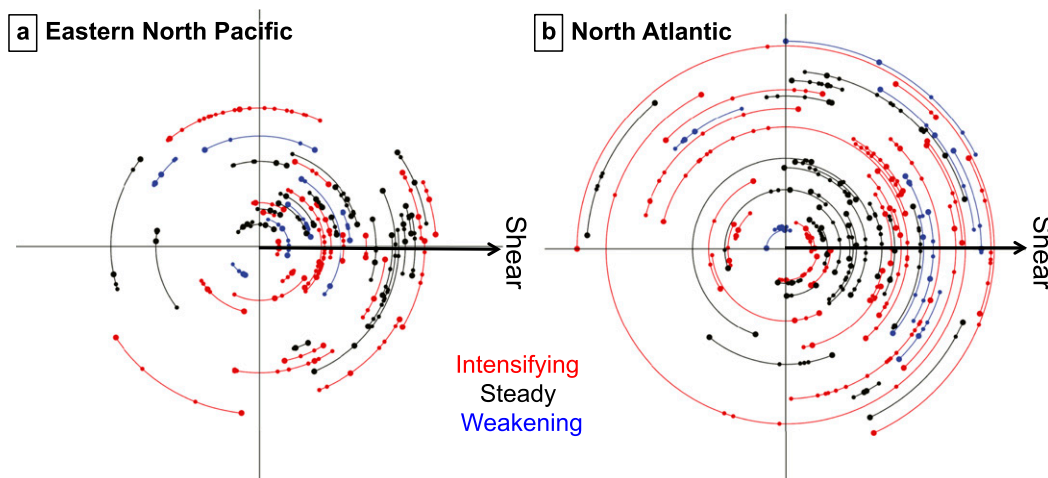 a Eastern North Pacific
b North Atlantic
Shear
Shear
Intensifying
Steady
Weakening